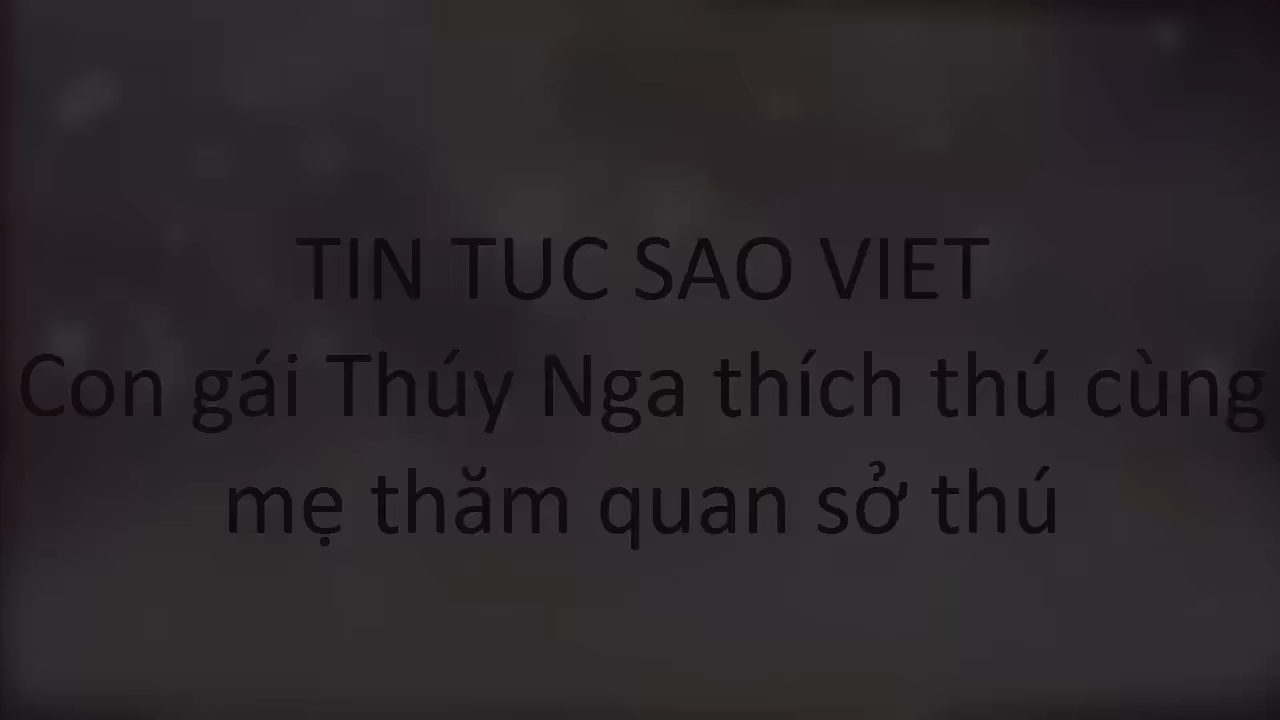 TIN TUC SAO VIET
Con gái Thúy Nga thích thú cùng
mẹ thăm quan sở thú